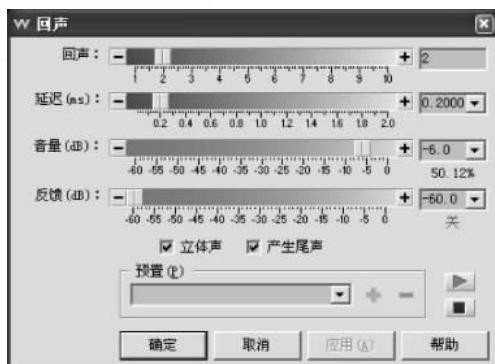 回声
回声： 2
1 2 3 4 5 6 7 8 9 10
延迟(ms)： 0.2000
0.2 0.4 0.6 0.8 1.0 1.2 1.4 1.6 1.8 2.0
音量(dB)： -6.0
-60 -55 -50 -45 -40 -35 -30 -25 -20 -15 -10 -5 0
50.12%
反馈(dB)： -60.0
-60 -55 -50 -45 -40 -35 -30 -25 -20 -15 -10 -5 0
关
立体声 产生尾声
预置(P)
确定 取消 应用(A) 帮助